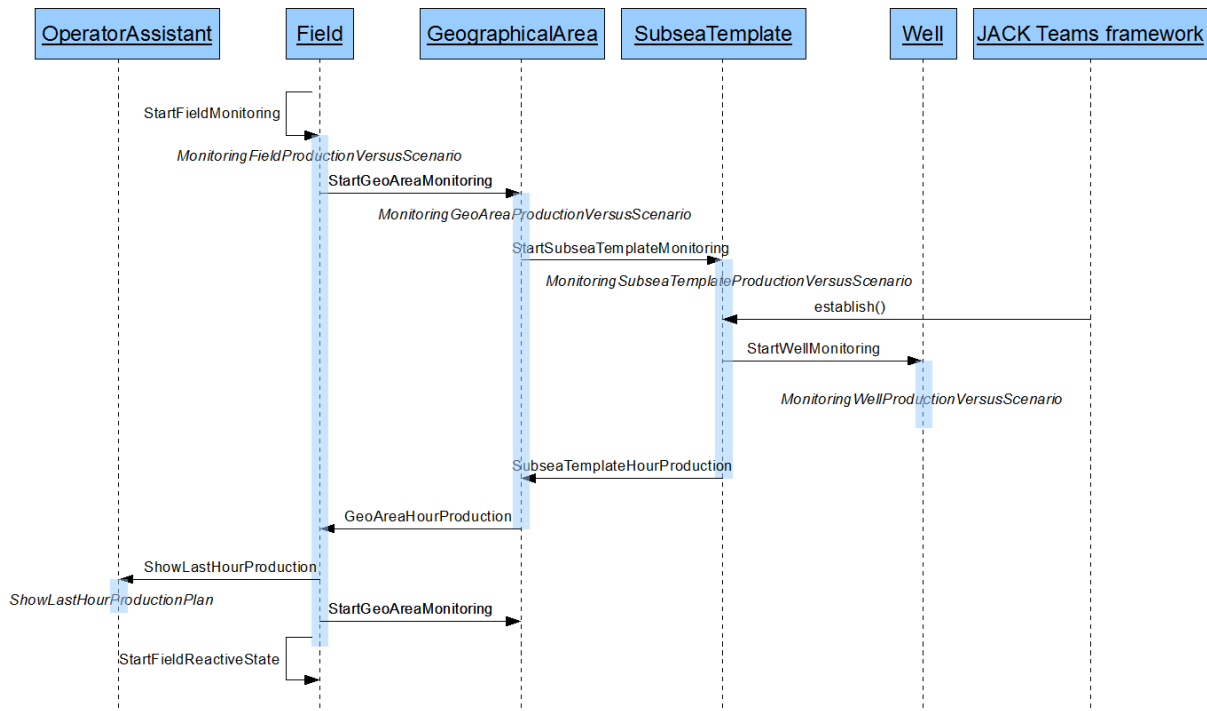 OperatorAssistant
Field
GeographicalArea
SubseaTemplate
Well
JACK Teams framework
StartFieldMonitoring
MonitoringFieldProductionVersusScenario
StartGeoAreaMonitoring
MonitoringGeoAreaProductionVersusScenario
StartSubseaTemplateMonitoring
MonitoringSubseaTemplateProductionVersusScenario
establish()
StartWellMonitoring
MonitoringWellProductionVersusScenario
SubseaTemplateHourProduction
GeoAreaHourProduction
ShowLastHourProduction
ShowLastHourProductionPlan
StartGeoAreaMonitoring
StartFieldReactiveState